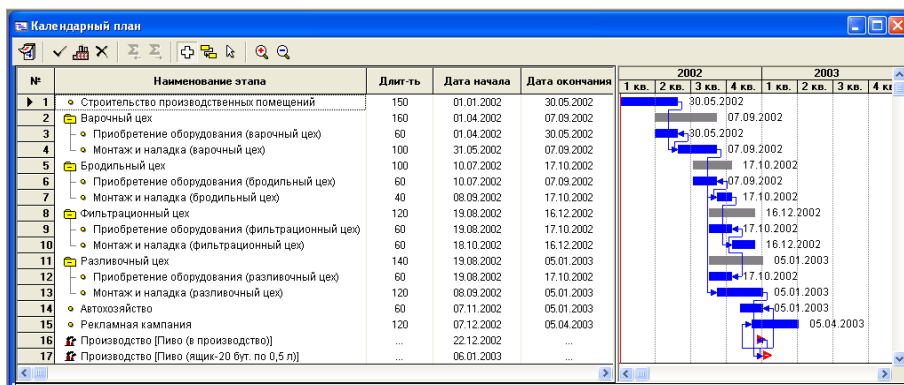 Календарный план
№ Наименование этапа Длит-ть Дата начала Дата окончания
2002 2003
1 кв. 2 кв. 3 кв. 4 кв. 1 кв. 2 кв. 3 кв. 4 кв
1 Строительство производственных помещений 150 01.01.2002 30.05.2002 30.05.2002
2 Варочный цех 160 01.04.2002 07.09.2002 07.09.2002
3 Приобретение оборудования (варочный цех) 60 01.04.2002 30.05.2002 30.05.2002
4 Монтаж и наладка (варочный цех) 100 31.05.2002 07.09.2002 07.09.2002
5 Бродильный цех 100 10.07.2002 17.10.2002 17.10.2002
6 Приобретение оборудования (бродильный цех) 60 10.07.2002 07.09.2002 07.09.2002
7 Монтаж и наладка (бродильный цех) 40 08.09.2002 17.10.2002 17.10.2002
8 Фильтрационный цех 120 19.08.2002 16.12.2002 16.12.2002
9 Приобретение оборудования (фильтрационный цех) 60 19.08.2002 17.10.2002 17.10.2002
10 Монтаж и наладка (фильтрационный цех) 60 18.10.2002 16.12.2002 16.12.2002
11 Разливочный цех 140 19.08.2002 05.01.2003 05.01.2003
12 Приобретение оборудования (разливочный цех) 60 19.08.2002 17.10.2002 17.10.2002
13 Монтаж и наладка (разливочный цех) 120 08.09.2002 05.01.2003 05.01.2003
14 Автохозяйство 60 07.11.2002 05.01.2003 05.01.2003
15 Рекламная кампания 120 07.12.2002 05.04.2003 05.04.2003
16 Производство [Пиво (в производство)] ... 22.12.2002 ...
17 Производство [Пиво (ящик-20 бут. по 0,5 л)] ... 06.01.2003 ...